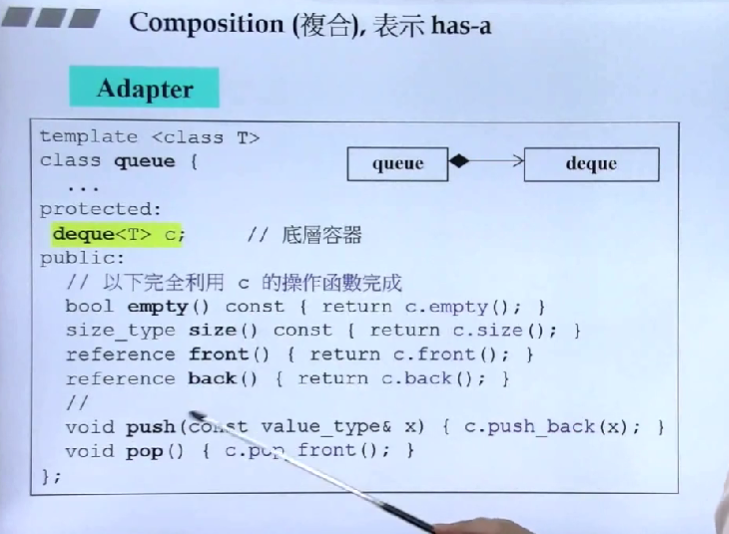 Composition (複合), 表示 has-a
Adapter
template <class T>
class queue {
queue
deque
...
protected:
deque<T> c; // 底層容器
public:
// 以下完全利用 c 的操作函數完成
bool empty() const { return c.empty(); }
size_type size() const { return c.size(); }
reference front() { return c.front(); }
reference back() { return c.back(); }
//
void push(const value_type& x) { c.push_back(x); }
void pop() { c.pop_front(); }
};